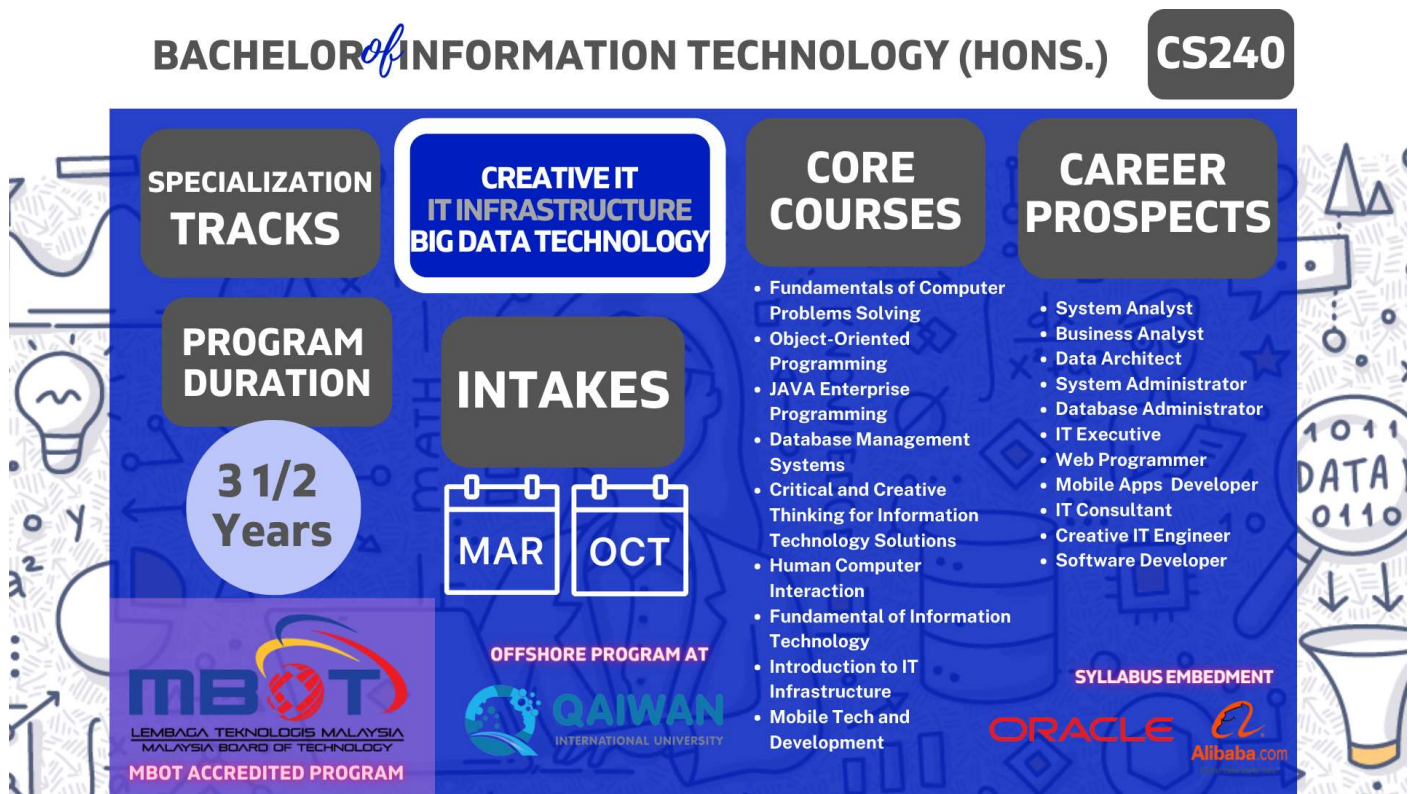 BACHELOR of INFORMATION TECHNOLOGY (HONS.)
CS240
SPECIALIZATION
TRACKS
CREATIVE IT
IT INFRASTRUCTURE
BIG DATA TECHNOLOGY
PROGRAM
DURATION
3 1/2
Years
INTAKES
MAR
OCT
CORE
COURSES
• Fundamentals of Computer
Problems Solving
• Object-Oriented
Programming
• JAVA Enterprise
Programming
• Database Management
Systems
• Critical and Creative
Thinking for Information
Technology Solutions
• Human Computer
Interaction
• Fundamental of Information
Technology
• Introduction to IT
Infrastructure
• Mobile Tech and
Development
CAREER
PROSPECTS
• System Analyst
• Business Analyst
• Data Architect
• System Administrator
• Database Administrator
• IT Executive
• Web Programmer
• Mobile Apps Developer
• IT Consultant
• Creative IT Engineer
• Software Developer
MBOT
LEMBAGA TEKNOLOGIS MALAYSIA
MALAYSIA BOARD OF TECHNOLOGY
MBOT ACCREDITED PROGRAM
OFFSHORE PROGRAM AT
QAIWAN
INTERNATIONAL UNIVERSITY
SYLLABUS EMBEDMENT
ORACLE
Alibaba.com
MATH
1011
DATA
0110